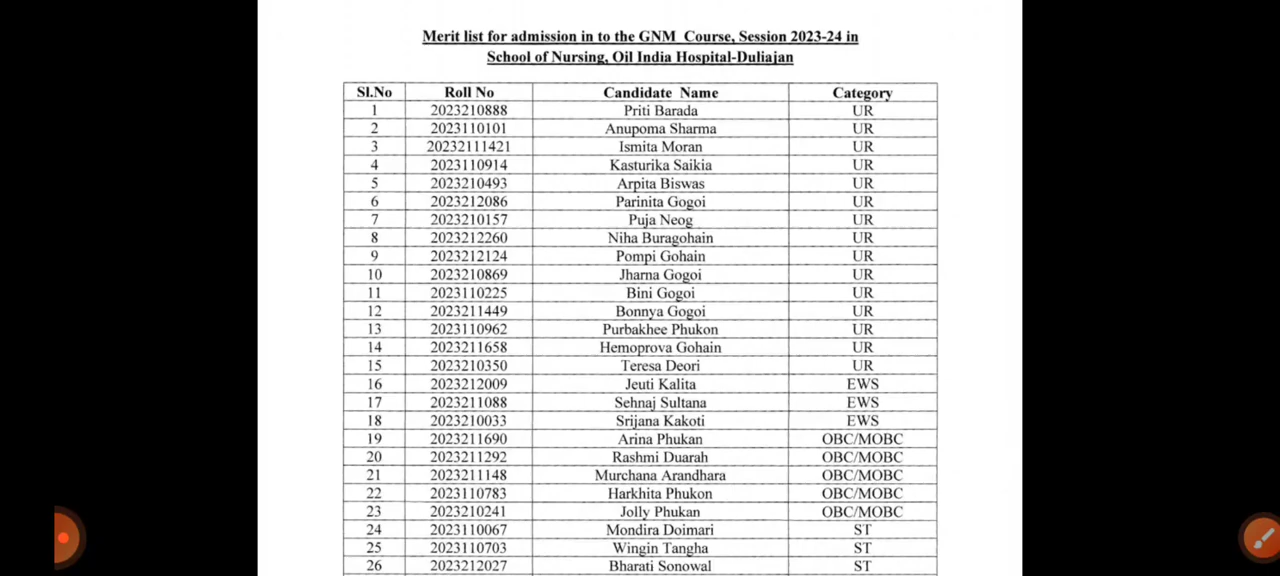 Merit list for admission in to the GNM Course, Session 2023-24 in
School of Nursing, Oil India Hospital-Duliajan
Sl.No Roll No Candidate Name Category
1 2023210888 Priti Barada UR
2 2023110101 Anupoma Sharma UR
3 20232111421 Ismita Moran UR
4 2023110914 Kasturika Saikia UR
5 2023210493 Arpita Biswas UR
6 2023212086 Parinita Gogoi UR
7 2023210157 Puja Neog UR
8 2023212260 Niha Buragohain UR
9 2023212124 Pompi Gohain UR
10 2023210869 Jharna Gogoi UR
11 2023110225 Bini Gogoi UR
12 2023211449 Bonnya Gogoi UR
13 2023110962 Purbakhee Phukon UR
14 2023211658 Hemoprova Gohain UR
15 2023210350 Teresa Deori UR
16 2023212009 Jeuti Kalita EWS
17 2023211088 Sehnaj Sultana EWS
18 2023210033 Srijana Kakoti EWS
19 2023211690 Arina Phukan OBC/MOBC
20 2023211292 Rashmi Duarah OBC/MOBC
21 2023211148 Murchana Arandhara OBC/MOBC
22 2023110783 Harkhita Phukon OBC/MOBC
23 2023210241 Jolly Phukan OBC/MOBC
24 2023110067 Mondira Doimari ST
25 2023110703 Wingin Tangha ST
26 2023212027 Bharati Sonowal ST